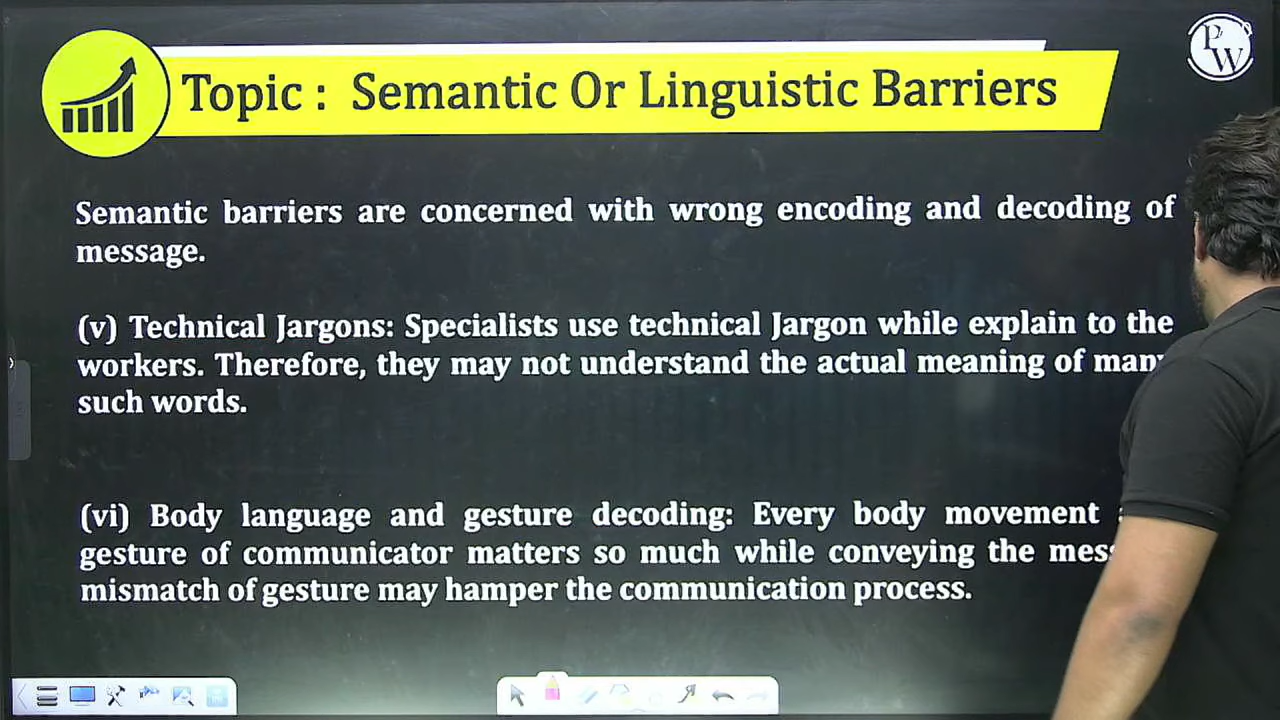 PW
Topic : Semantic Or Linguistic Barriers
Semantic barriers are concerned with wrong encoding and decoding of
message.
(v) Technical Jargons: Specialists use technical Jargon while explain to the
workers. Therefore, they may not understand the actual meaning of
such words.
(vi) Body language and gesture decoding: Every body movement
gesture of communicator matters so much while conveying the
mismatch of gesture may hamper the communication process.